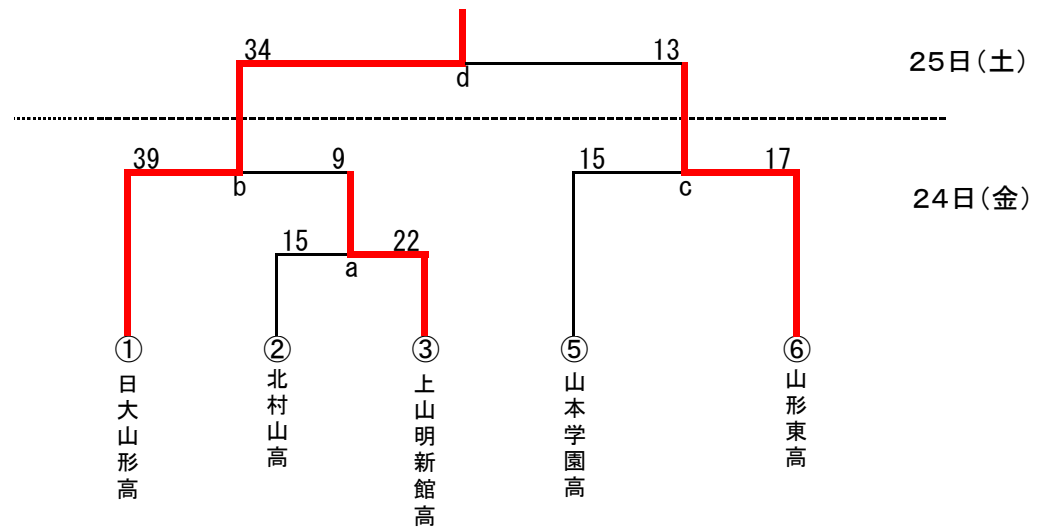 34
13
d
25日(土)
39
9
15
17
b
c
24日(金)
15
22
a
①
②
③
⑤
⑥
日大山形高
北村山高
上山明新館高
山本学園高
山形東高